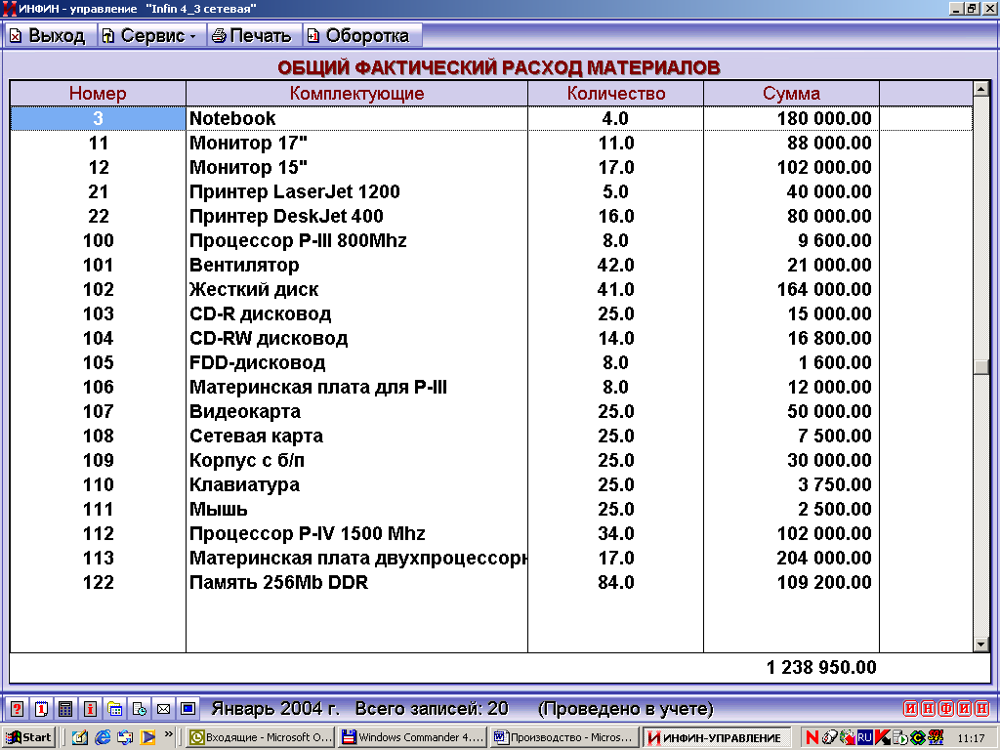 ИНФИН - управление "Infin 4_3 сетевая"
Выход Сервис Печать Оборотка
ОБЩИЙ ФАКТИЧЕСКИЙ РАСХОД МАТЕРИАЛОВ
Номер Комплектующие Количество Сумма
3 Notebook 4.0 180 000.00
11 Монитор 17" 11.0 88 000.00
12 Монитор 15" 17.0 102 000.00
21 Принтер LaserJet 1200 5.0 40 000.00
22 Принтер DeskJet 400 16.0 80 000.00
100 Процессор P-III 800Mhz 8.0 9 600.00
101 Вентилятор 42.0 21 000.00
102 Жесткий диск 41.0 164 000.00
103 CD-R дисковод 25.0 15 000.00
104 CD-RW дисковод 14.0 16 800.00
105 FDD-дисковод 8.0 1 600.00
106 Материнская плата для P-III 8.0 12 000.00
107 Видеокарта 25.0 50 000.00
108 Сетевая карта 25.0 7 500.00
109 Корпус с б/п 25.0 30 000.00
110 Клавиатура 25.0 3 750.00
111 Мышь 25.0 2 500.00
112 Процессор P-IV 1500 Mhz 34.0 102 000.00
113 Материнская плата двухпроцессорн 17.0 204 000.00
122 Память 256Mb DDR 84.0 109 200.00
1 238 950.00
Январь 2004 г. Всего записей: 20 (Проведено в учете) ИНФИН
Start » Входящие - Microsoft O... Windows Commander 4.... Производство - Micros... ИНФИН-УПРАВЛЕНИЕ RU 11:17